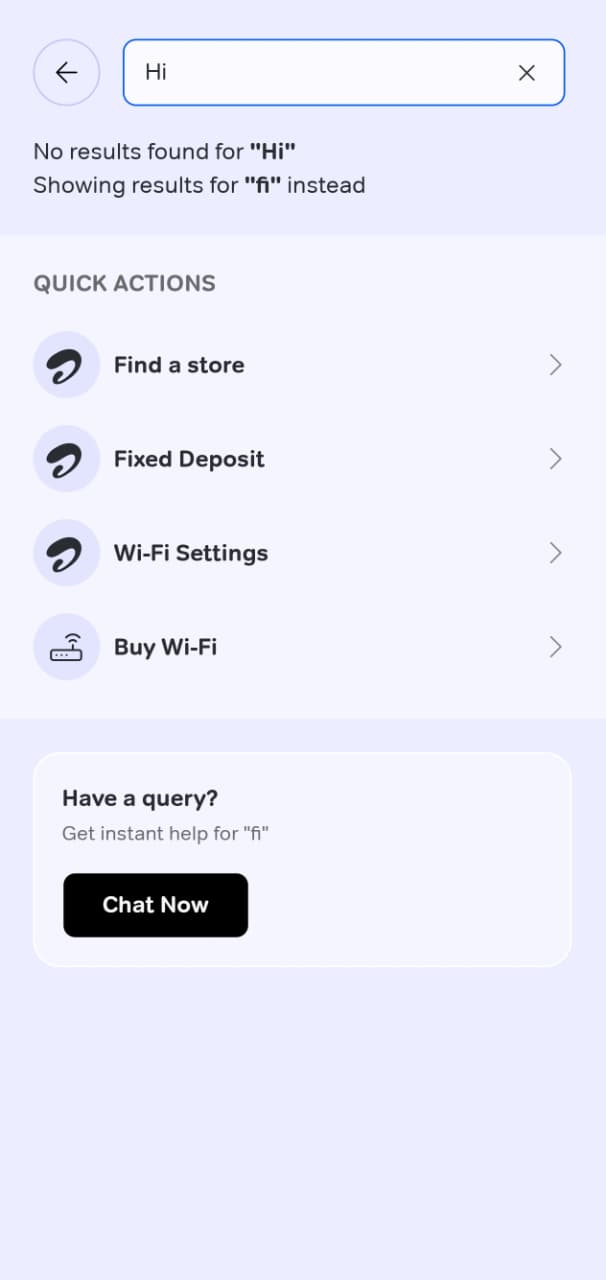 Hi
No results found for "Hi"
Showing results for "fi" instead
QUICK ACTIONS
Find a store
Fixed Deposit
Wi-Fi Settings
Buy Wi-Fi
Have a query?
Get instant help for "fi"
Chat Now